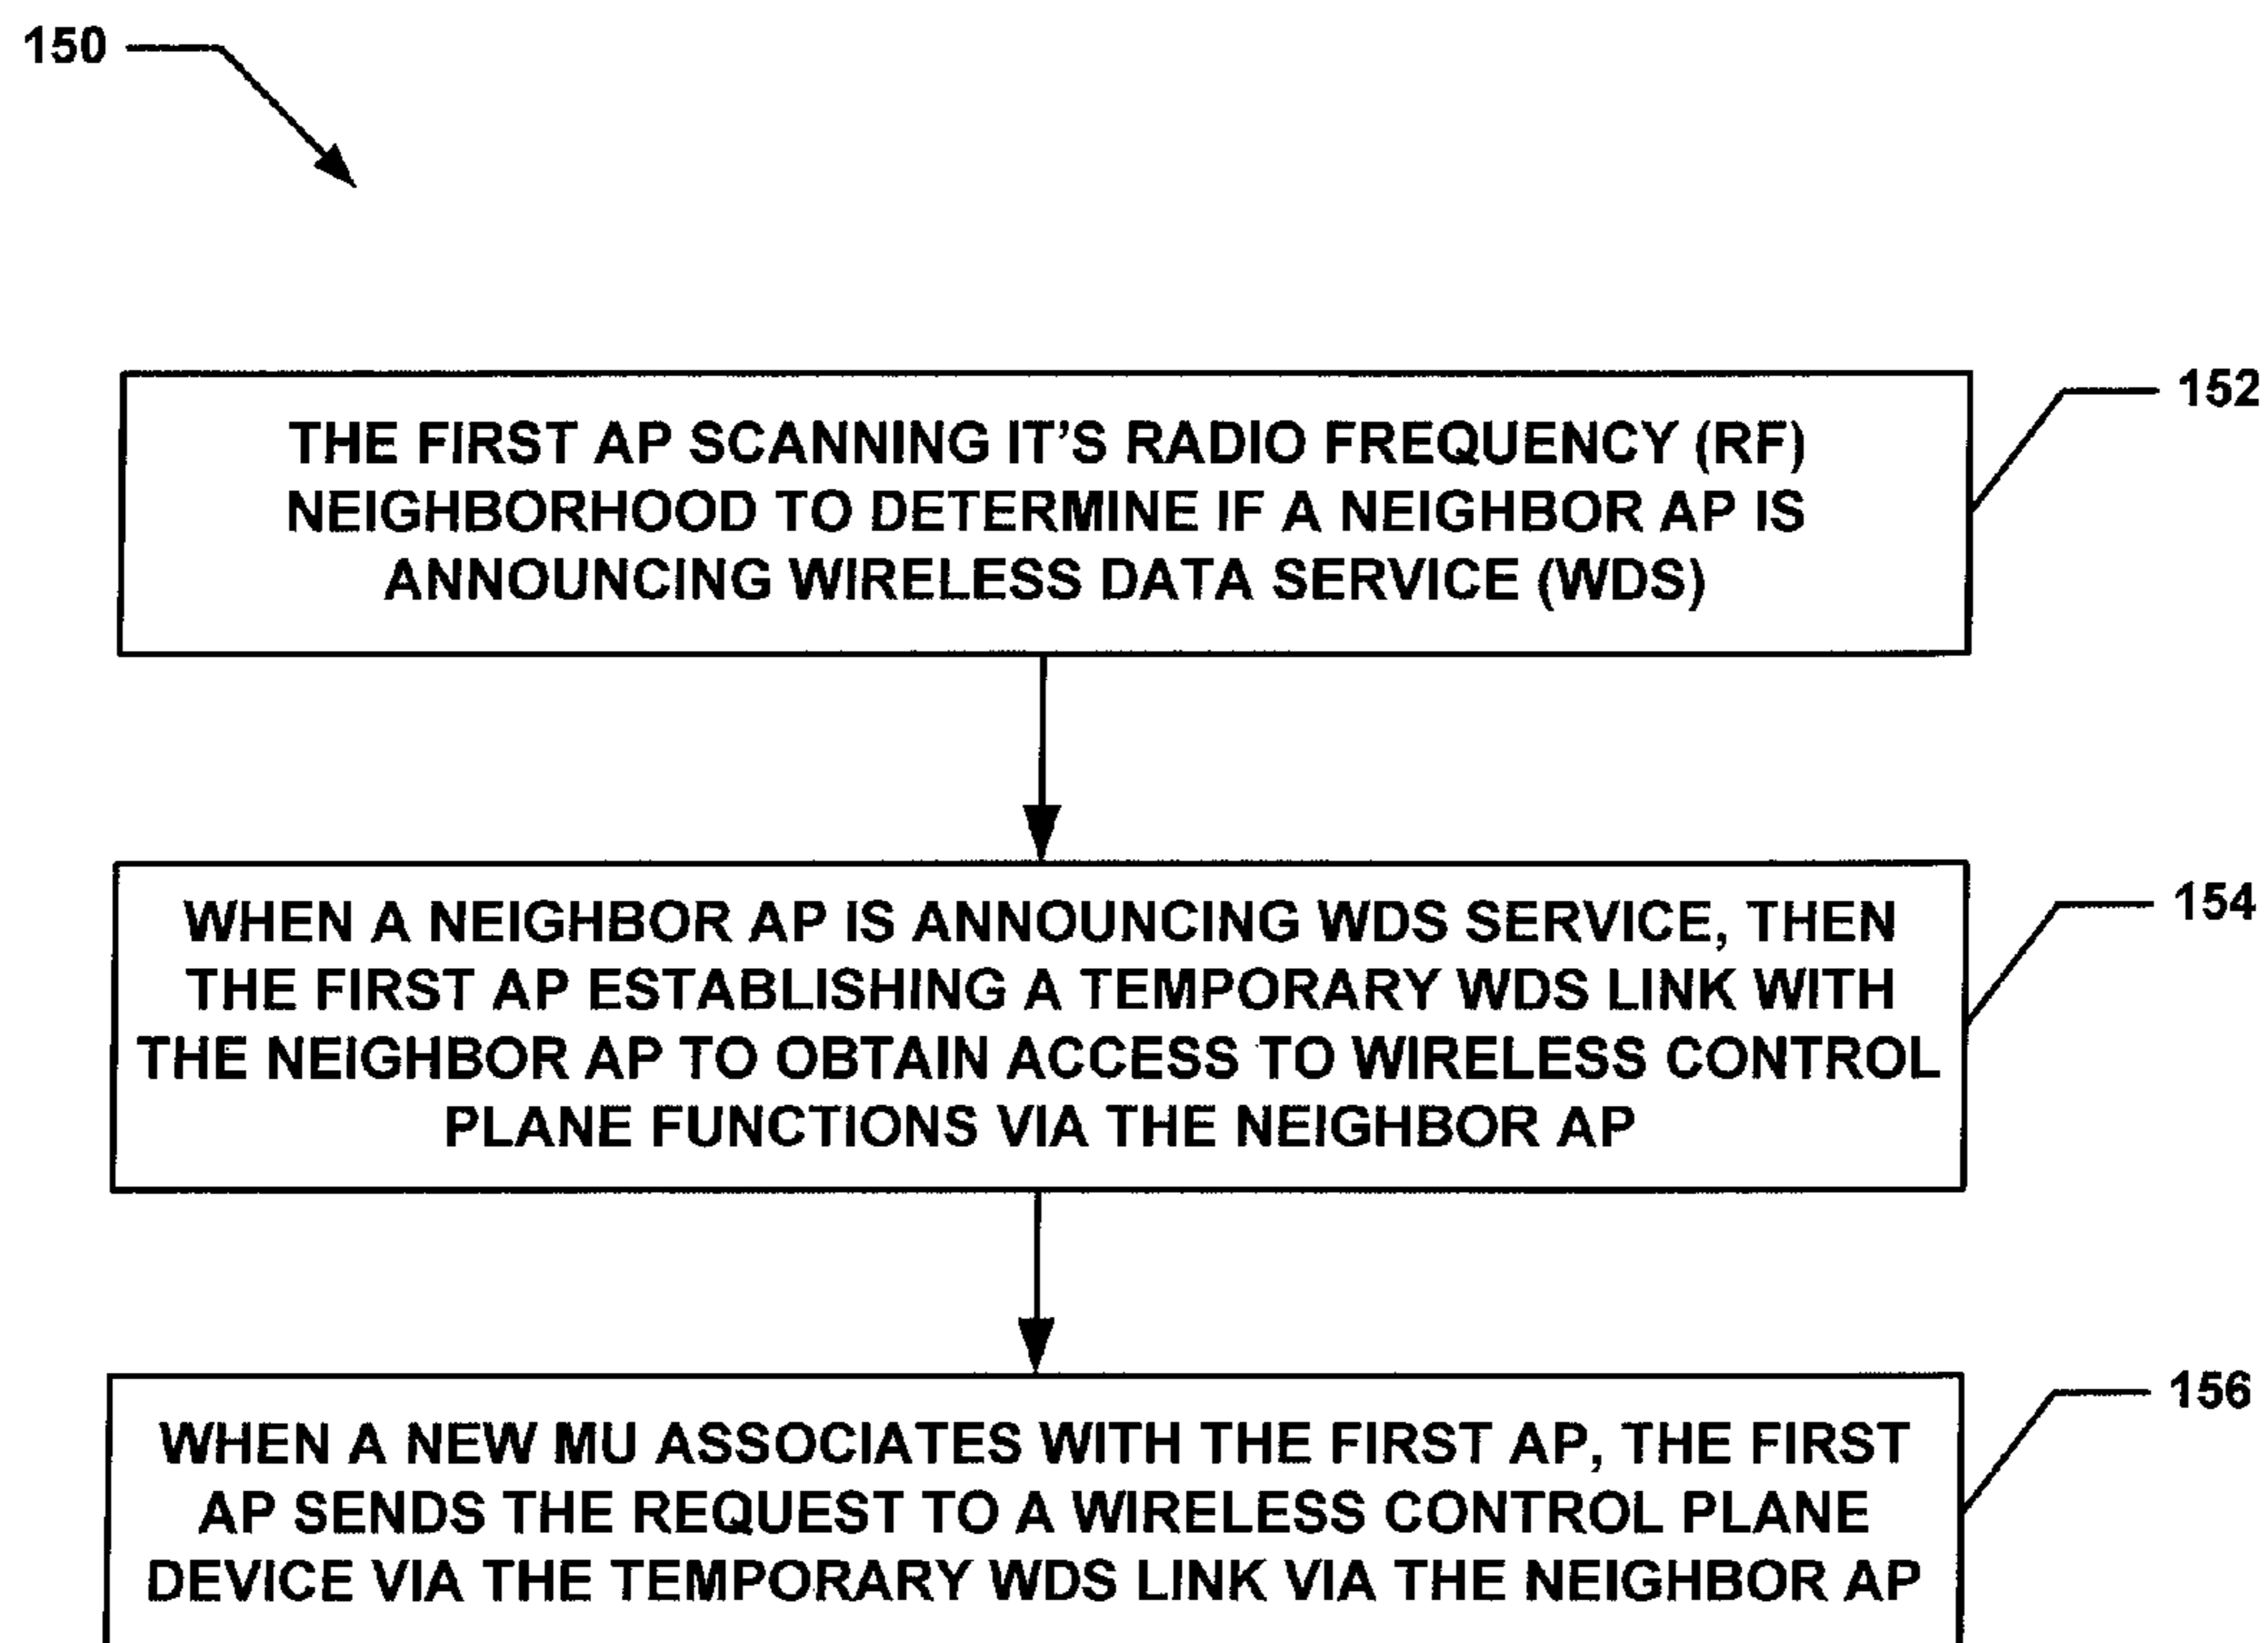 150
152
THE FIRST AP SCANNING IT'S RADIO FREQUENCY (RF)
NEIGHBORHOOD TO DETERMINE IF A NEIGHBOR AP IS
ANNOUNCING WIRELESS DATA SERVICE (WDS)
154
WHEN A NEIGHBOR AP IS ANNOUNCING WDS SERVICE, THEN
THE FIRST AP ESTABLISHING A TEMPORARY WDS LINK WITH
THE NEIGHBOR AP TO OBTAIN ACCESS TO WIRELESS CONTROL
PLANE FUNCTIONS VIA THE NEIGHBOR AP
156
WHEN A NEW MU ASSOCIATES WITH THE FIRST AP, THE FIRST
AP SENDS THE REQUEST TO A WIRELESS CONTROL PLANE
DEVICE VIA THE TEMPORARY WDS LINK VIA THE NEIGHBOR AP